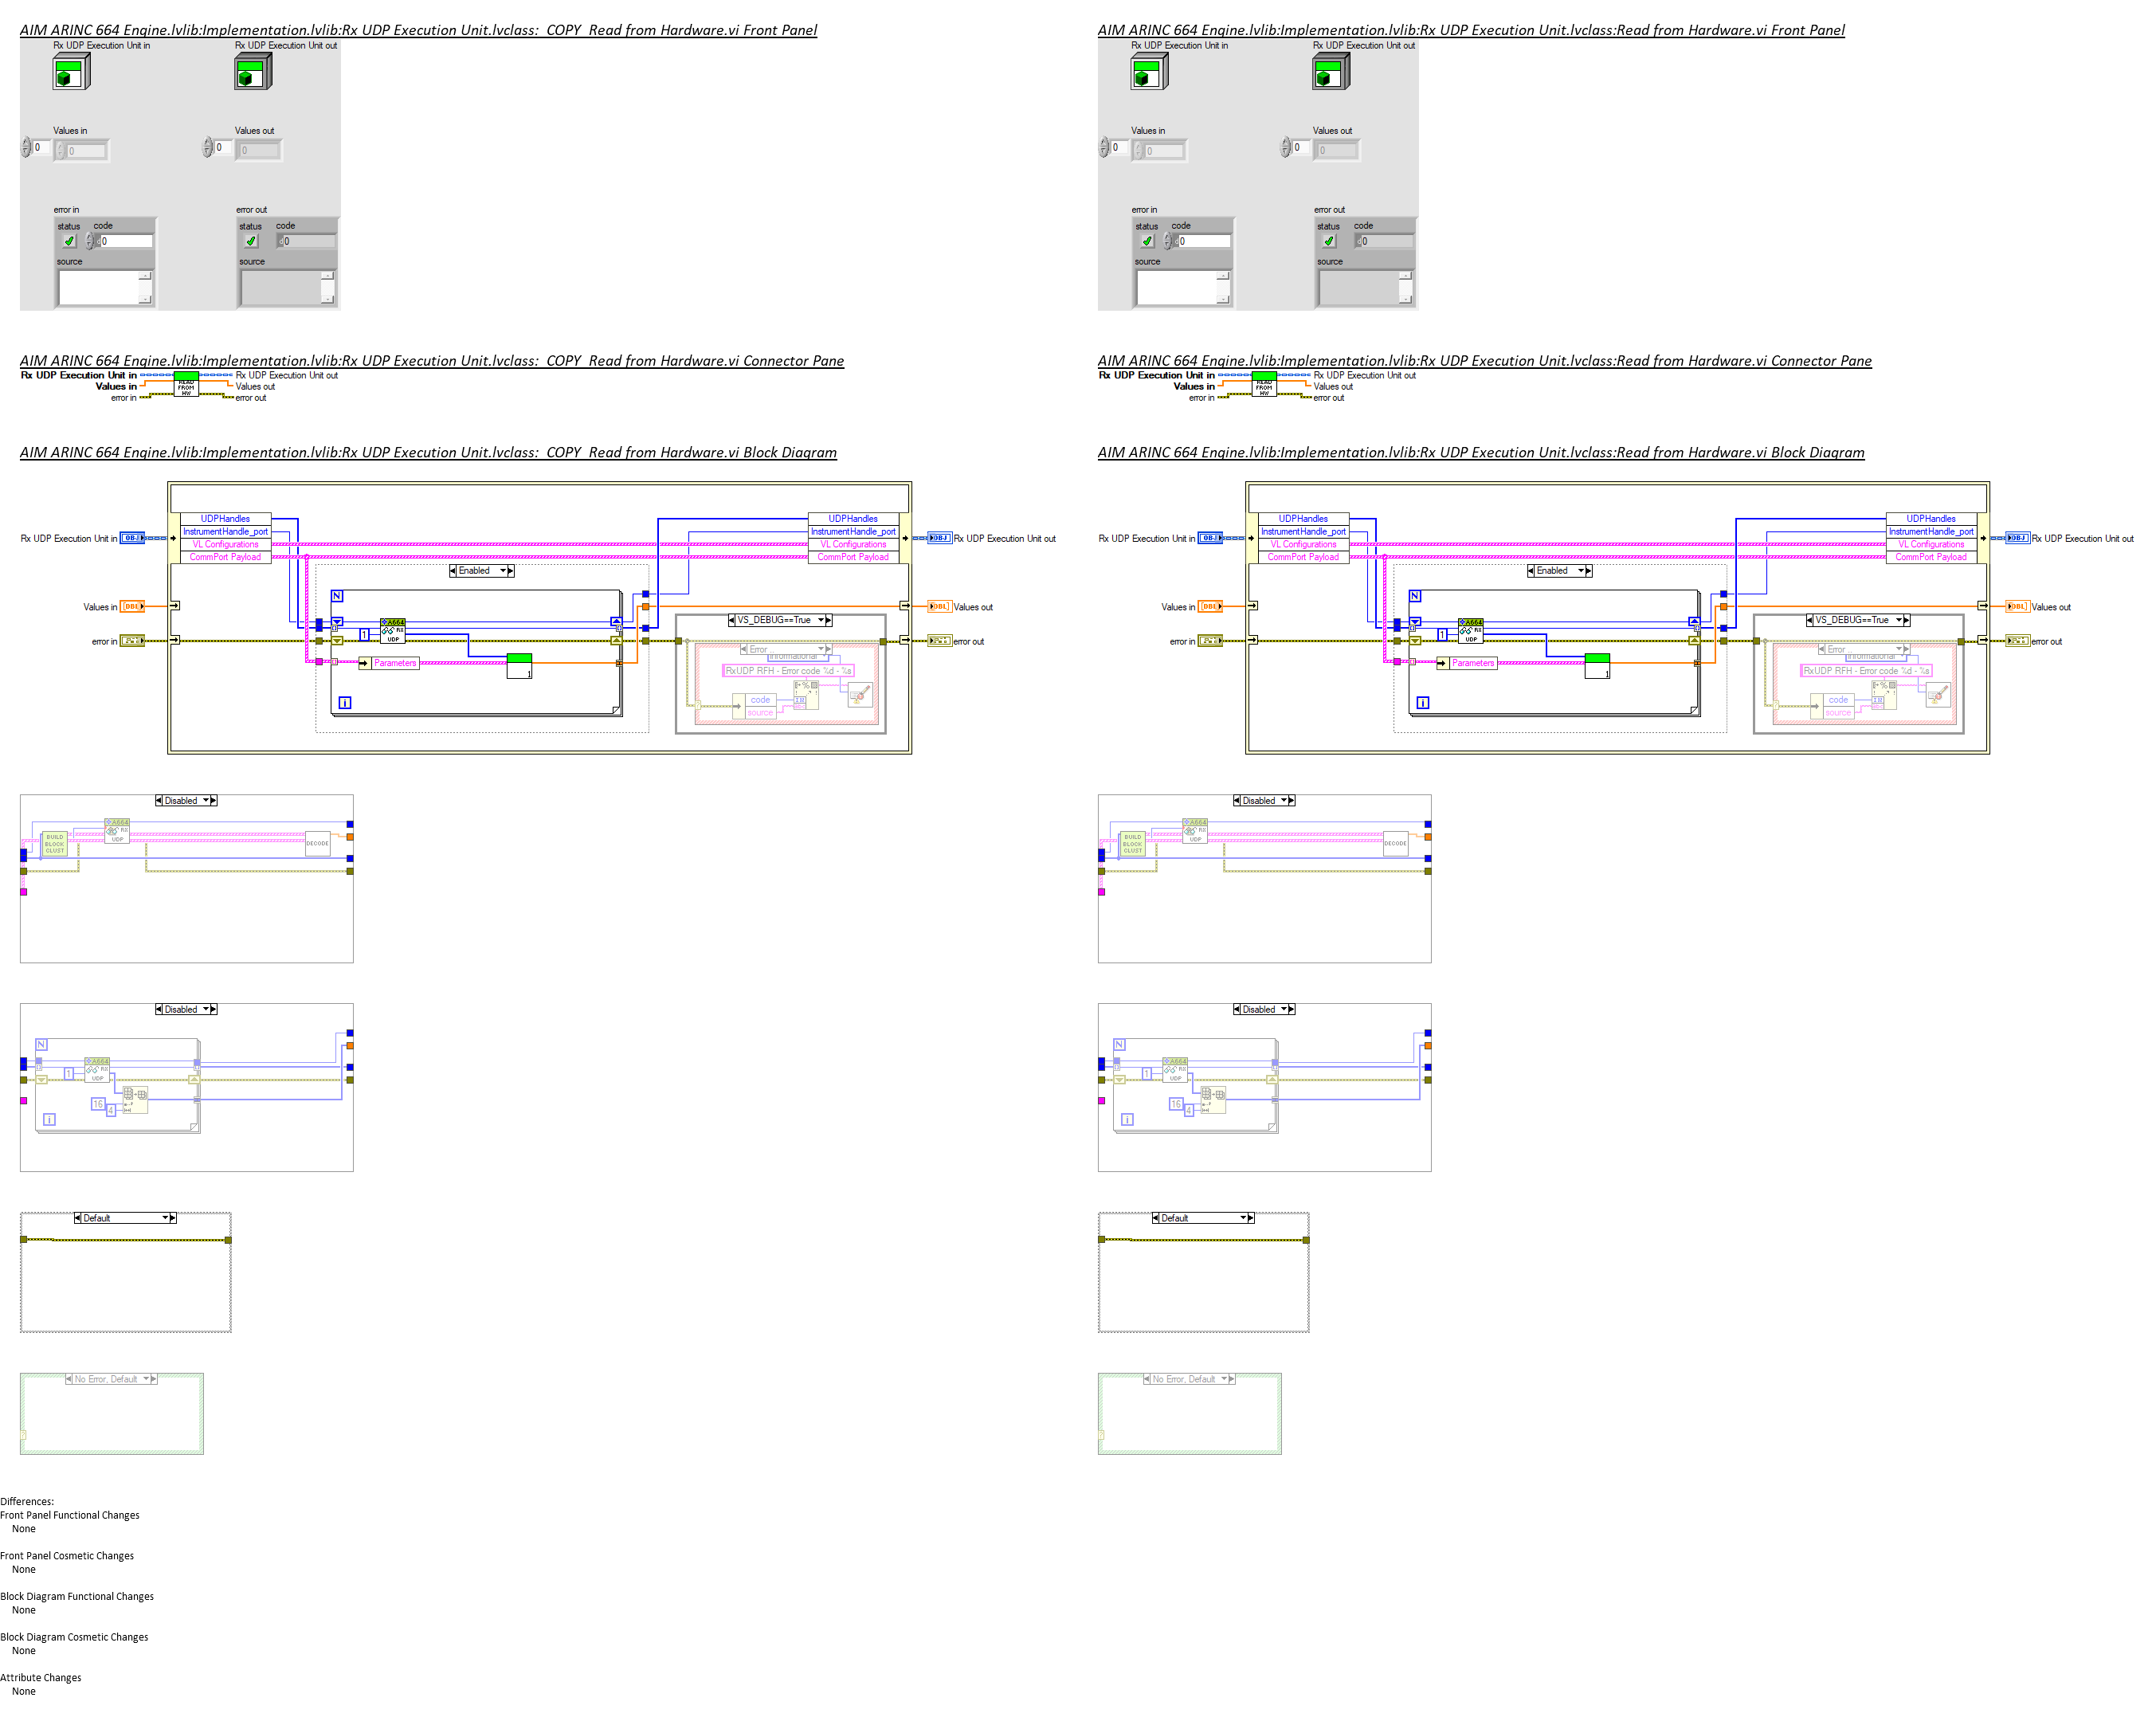 AIM ARINC 664 Engine.lvlib:Implementation.lvlib:Rx UDP Execution Unit.lvclass:  COPY  Read from Hardware.vi Front Panel
Rx UDP Execution Unit in
Rx UDP Execution Unit out
Values in
Values out
0
0
0
0
error in
error out
status
code
status
code
0
0
source
source
AIM ARINC 664 Engine.lvlib:Implementation.lvlib:Rx UDP Execution Unit.lvclass:Read from Hardware.vi Front Panel
Rx UDP Execution Unit in
Rx UDP Execution Unit out
Values in
Values out
0
0
0
0
error in
error out
status
code
status
code
0
0
source
source
AIM ARINC 664 Engine.lvlib:Implementation.lvlib:Rx UDP Execution Unit.lvclass:  COPY  Read from Hardware.vi Connector Pane
Rx UDP Execution Unit in
Rx UDP Execution Unit out
Values in
READ
FROM
HW
Values out
error in
error out
AIM ARINC 664 Engine.lvlib:Implementation.lvlib:Rx UDP Execution Unit.lvclass:Read from Hardware.vi Connector Pane
Rx UDP Execution Unit in
Rx UDP Execution Unit out
Values in
READ
FROM
HW
Values out
error in
error out
AIM ARINC 664 Engine.lvlib:Implementation.lvlib:Rx UDP Execution Unit.lvclass:  COPY  Read from Hardware.vi Block Diagram
UDPHandles
InstrumentHandle_port
VL Configurations
CommPort Payload
UDPHandles
InstrumentHandle_port
VL Configurations
CommPort Payload
Rx UDP Execution Unit in
OBJ
OBJ
Rx UDP Execution Unit out
Enabled
N
Values in
DBL
DBL
Values out
A664
RX
UDP
1
VS_DEBUG==True
error in
error out
Error
Informational
Parameters
1
RxUDP RFH - Error code %d - %s
code
source
i
AIM ARINC 664 Engine.lvlib:Implementation.lvlib:Rx UDP Execution Unit.lvclass:Read from Hardware.vi Block Diagram
UDPHandles
InstrumentHandle_port
VL Configurations
CommPort Payload
UDPHandles
InstrumentHandle_port
VL Configurations
CommPort Payload
Rx UDP Execution Unit in
OBJ
OBJ
Rx UDP Execution Unit out
Enabled
N
Values in
DBL
DBL
Values out
A664
RX
UDP
1
VS_DEBUG==True
error in
error out
Error
Informational
Parameters
1
RxUDP RFH - Error code %d - %s
code
source
i
Disabled
A664
RX
UDP
BUILD
BLOCK
CLUST
DECODE
Disabled
A664
RX
UDP
BUILD
BLOCK
CLUST
DECODE
Disabled
N
A664
RX
UDP
1
16
4
i
Disabled
N
A664
RX
UDP
1
16
4
i
Default
Default
No Error, Default
No Error, Default
Differences:
Front Panel Functional Changes
None
Front Panel Cosmetic Changes
None
Block Diagram Functional Changes
None
Block Diagram Cosmetic Changes
None
Attribute Changes
None